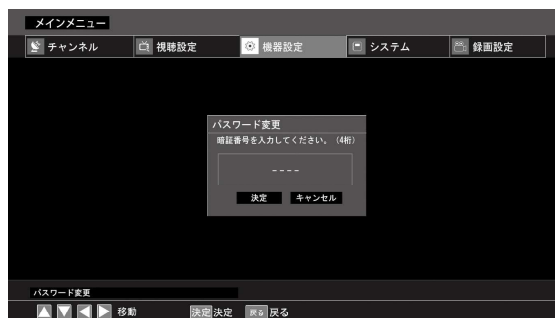 メインメニュー
チャンネル 視聴設定 機器設定 システム 録画設定
パスワード変更
暗証番号を入力してください。（4桁）
----
決定 キャンセル
パスワード変更
移動 決定 決定 戻る 戻る